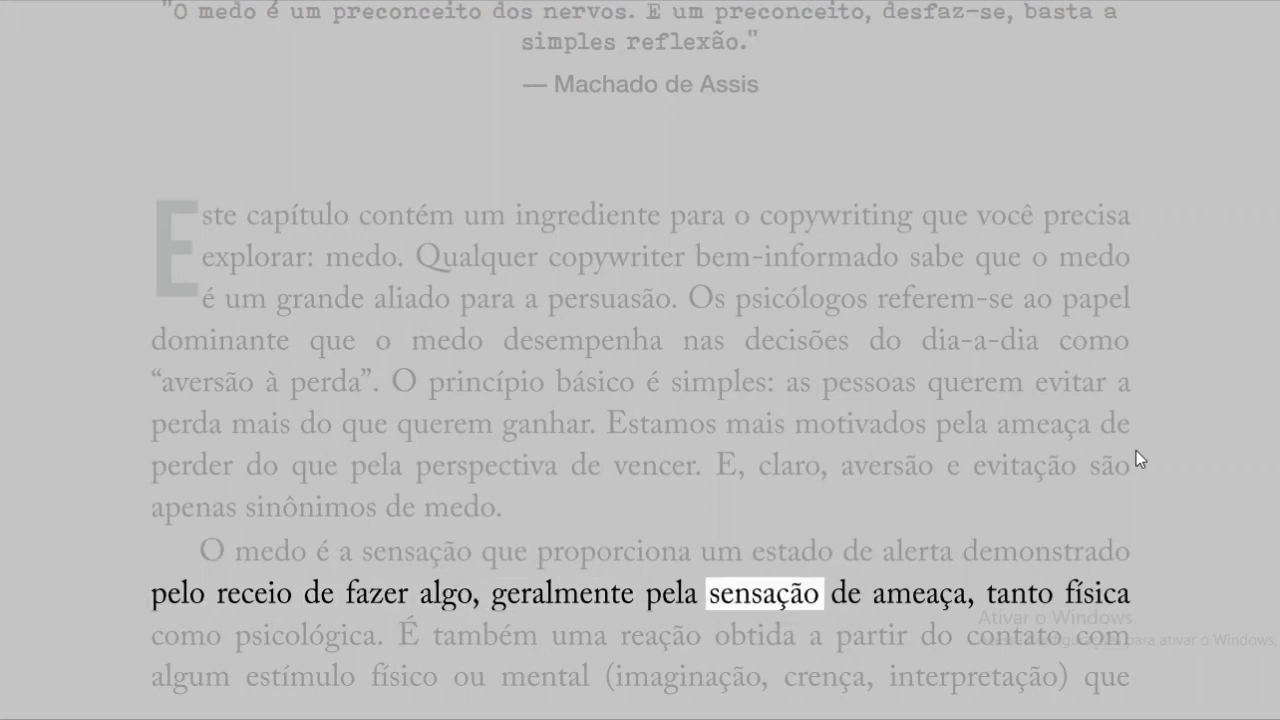 "O medo é um preconceito dos nervos. E um preconceito, desfaz-se, basta a
simples reflexão."
— Machado de Assis
Este capítulo contém um ingrediente para o copywriting que você precisa
explorar: medo. Qualquer copywriter bem-informado sabe que o medo
é um grande aliado para a persuasão. Os psicólogos referem-se ao papel
dominante que o medo desempenha nas decisões do dia-a-dia como
“aversão à perda”. O princípio básico é simples: as pessoas querem evitar a
perda mais do que querem ganhar. Estamos mais motivados pela ameaça de
perder do que pela perspectiva de vencer. E, claro, aversão e evitação são
apenas sinônimos de medo.
O medo é a sensação que proporciona um estado de alerta demonstrado
pelo receio de fazer algo, geralmente pela sensação de ameaça, tanto física
Ativar o Windows
como psicológica. É também uma reação obtida a partir do contato com
para ativar o Windows.
algum estímulo físico ou mental (imaginação, crença, interpretação) que